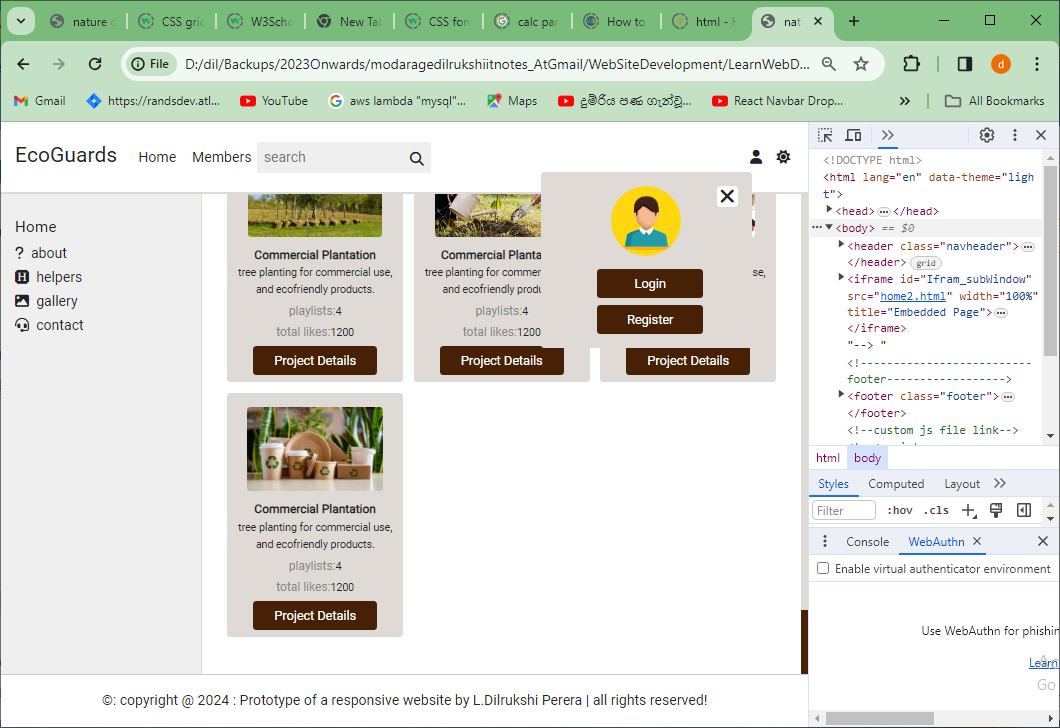 nature c
CSS gri
W3Scho
New Tab
CSS fon
calc par
How to
html - H
nat
File
D:/dil/Backups/2023Onwards/modaragedilrukshiitnotes_AtGmail/WebSiteDevelopment/LearnWebD...
d
Gmail
https://randsdev.atl...
YouTube
aws lambda "mysql"...
Maps
දුම්රිය පණ ගැන්වූ...
React Navbar Drop...
All Bookmarks
EcoGuards
Home
Members
search
Home
? about
H helpers
gallery
contact
Commercial Plantation
tree planting for commercial use,
and ecofriendly products.
playlists:4
total likes:1200
Project Details
Commercial Planta
tree planting for commer
and ecofriendly produ
playlists:4
total likes:1200
Project Details
Login
Register
se,
Project Details
Commercial Plantation
tree planting for commercial use,
and ecofriendly products.
playlists:4
total likes:1200
Project Details
©: copyright @ 2024 : Prototype of a responsive website by L.Dilrukshi Perera | all rights reserved!
<!DOCTYPE html>
<html lang="en" data-theme="ligh
t">
<head> … </head>
<body> == $0
<header class="navheader"> …
</header> grid
<iframe id="Ifram_subWindow"
src="home2.html" width="100%"
title="Embedded Page"> …
</iframe>
"--> "
<!-------------------------
footer------------------>
<footer class="footer"> …
</footer>
<!--custom js file link-->
html body
Styles Computed Layout
Filter :hov .cls
Console WebAuthn
Enable virtual authenticator environment
Use WebAuthn for phishin
Learn
Go